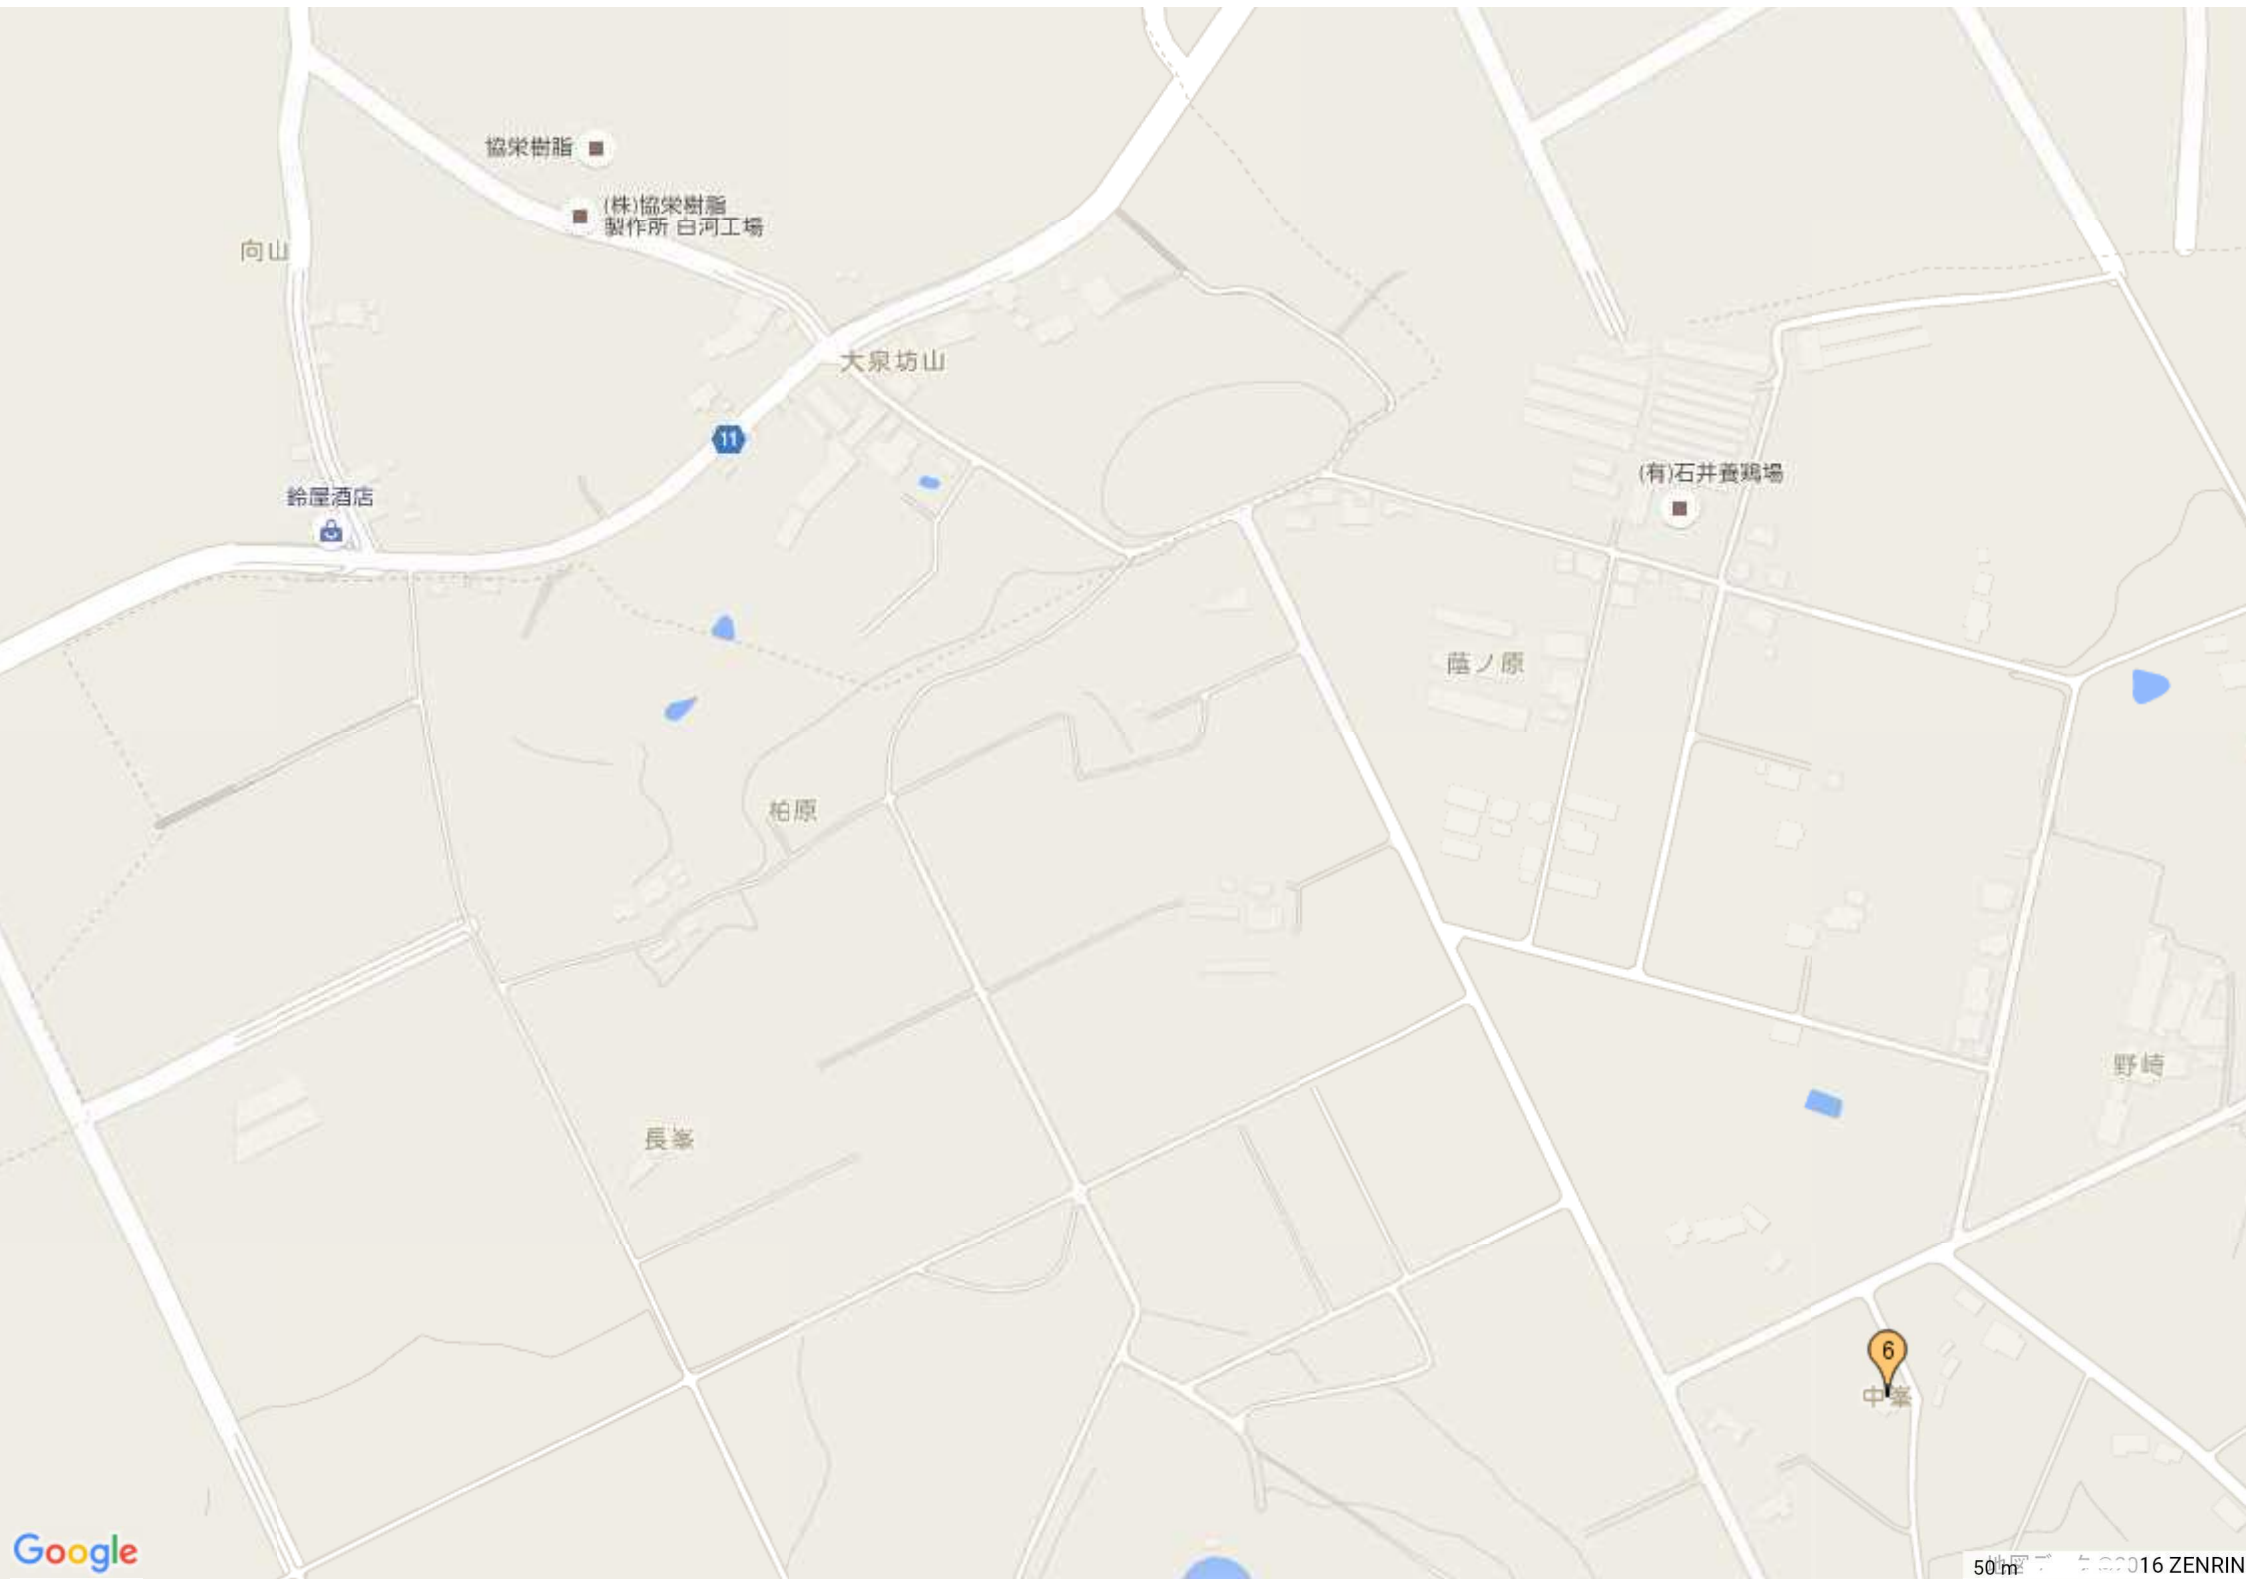 協栄樹脂
(株)協栄樹脂
製作所 白河工場
向山
大泉坊山
11
鈴屋酒店
(有)石井養鶏場
蔭ノ原
柏原
長峯
野崎
6
中峯
Google
50 m
2016 ZENRIN